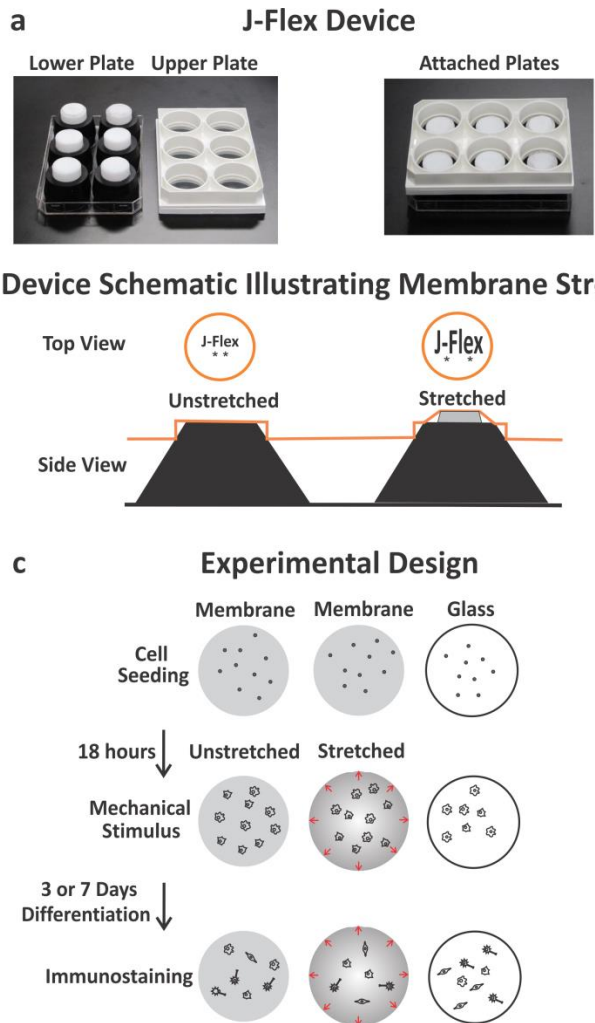 a
J-Flex Device
Lower Plate Upper Plate
Attached Plates
Device Schematic Illustrating Membrane Str
Top View
J-Flex
* *
J-Flex
* *
Unstretched
Stretched
Side View
c
Experimental Design
Membrane Membrane Glass
Cell
Seeding
18 hours
Unstretched Stretched
Mechanical
Stimulus
3 or 7 Days
Differentiation
Immunostaining